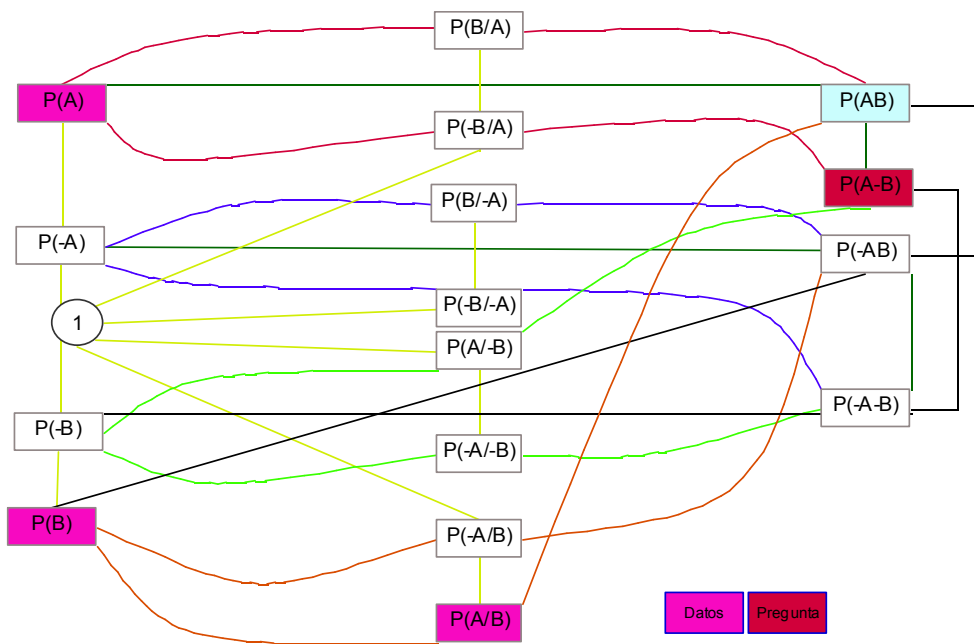 P(B/A)
P(A)
P(AB)
P(-B/A)
P(A-B)
P(B/-A)
P(-A)
P(-AB)
P(-B/-A)
1
P(A/-B)
P(-A-B)
P(-B)
P(-A/-B)
P(B)
P(-A/B)
P(A/B)
Datos
Pregunta